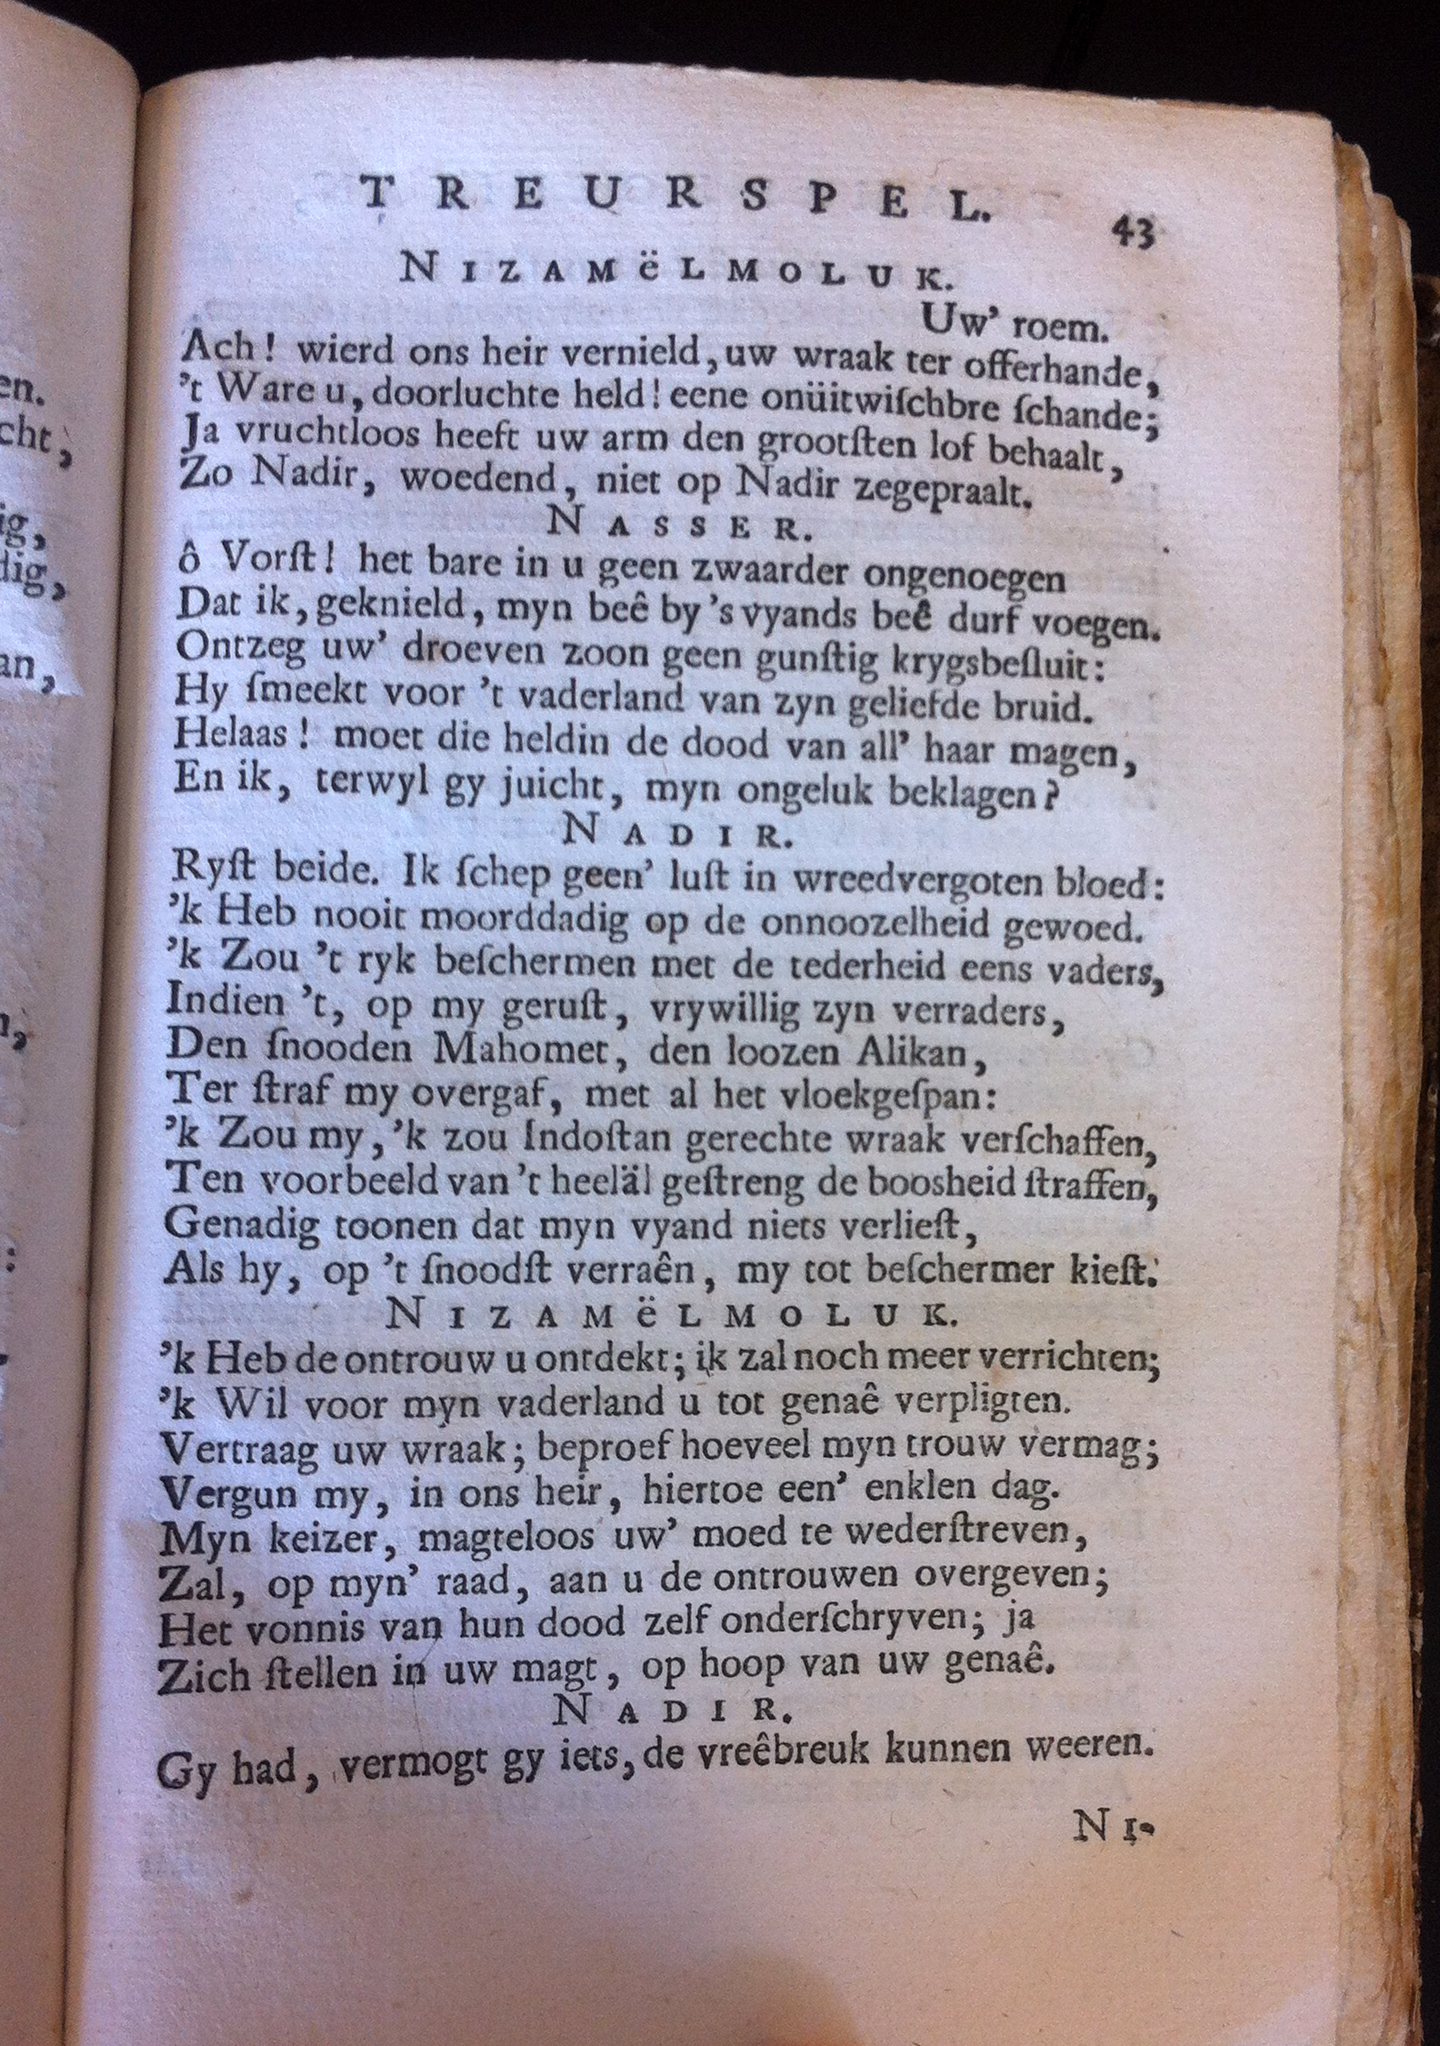 TREURSPEL. 43
NIZAMëLMOLUK.
Uw' roem.
Ach! wierd ons heir vernield, uw wraak ter offerhande,
't Ware u, doorluchte held! eene onüitwiſchbre ſchande;
Ja vruchtloos heeft uw arm den grootſten lof behaalt,
Zo Nadir, woedend, niet op Nadir zegepraalt.
NASSER.
ô Vorſt! het bare in u geen zwaarder ongenoegen
Dat ik, geknield, myn beê by 's vyands beê durf voegen.
Ontzeg uw' droeven zoon geen gunſtig krygsbeſluit:
Hy ſmeekt voor 't vaderland van zyn geliefde bruid.
Helaas! moet die heldin de dood van all' haar magen,
En ik, terwyl gy juicht, myn ongeluk beklagen?
NADIR.
Ryſt beide. Ik ſchep geen' luſt in wreedvergoten bloed:
'k Heb nooit moorddadig op de onnoozelheid gewoed.
'k Zou 't ryk beſchermen met de tederheid eens vaders,
Indien 't, op my geruſt, vrywillig zyn verraders,
Den ſnooden Mahomet, den loozen Alikan,
Ter ſtraf my overgaf, met al het vloekgeſpan:
'k Zou my, 'k zou Indoſtan gerechte wraak verſchaffen,
Ten voorbeeld van 't heeläl geſtreng de boosheid ſtraffen,
Genadig toonen dat myn vyand niets verlieſt,
Als hy, op 't ſnoodſt verraên, my tot beſchermer kieſt.
NIZAMëLMOLUK.
'k Heb de ontrouw u ontdekt; ik zal noch meer verrichten;
'k Wil voor myn vaderland u tot genaê verpligten.
Vertraag uw wraak; beproef hoeveel myn trouw vermag;
Vergun my, in ons heir, hiertoe een' enklen dag.
Myn keizer, magteloos uw' moed te wederſtreven,
Zal, op myn' raad, aan u de ontrouwen overgeven;
Het vonnis van hun dood zelf onderſchryven; ja
Zich ſtellen in uw magt, op hoop van uw genaê.
NADIR.
Gy had, vermogt gy iets, de vreêbreuk kunnen weeren.
NI-
en.
cht,
ig,
dig,
an,